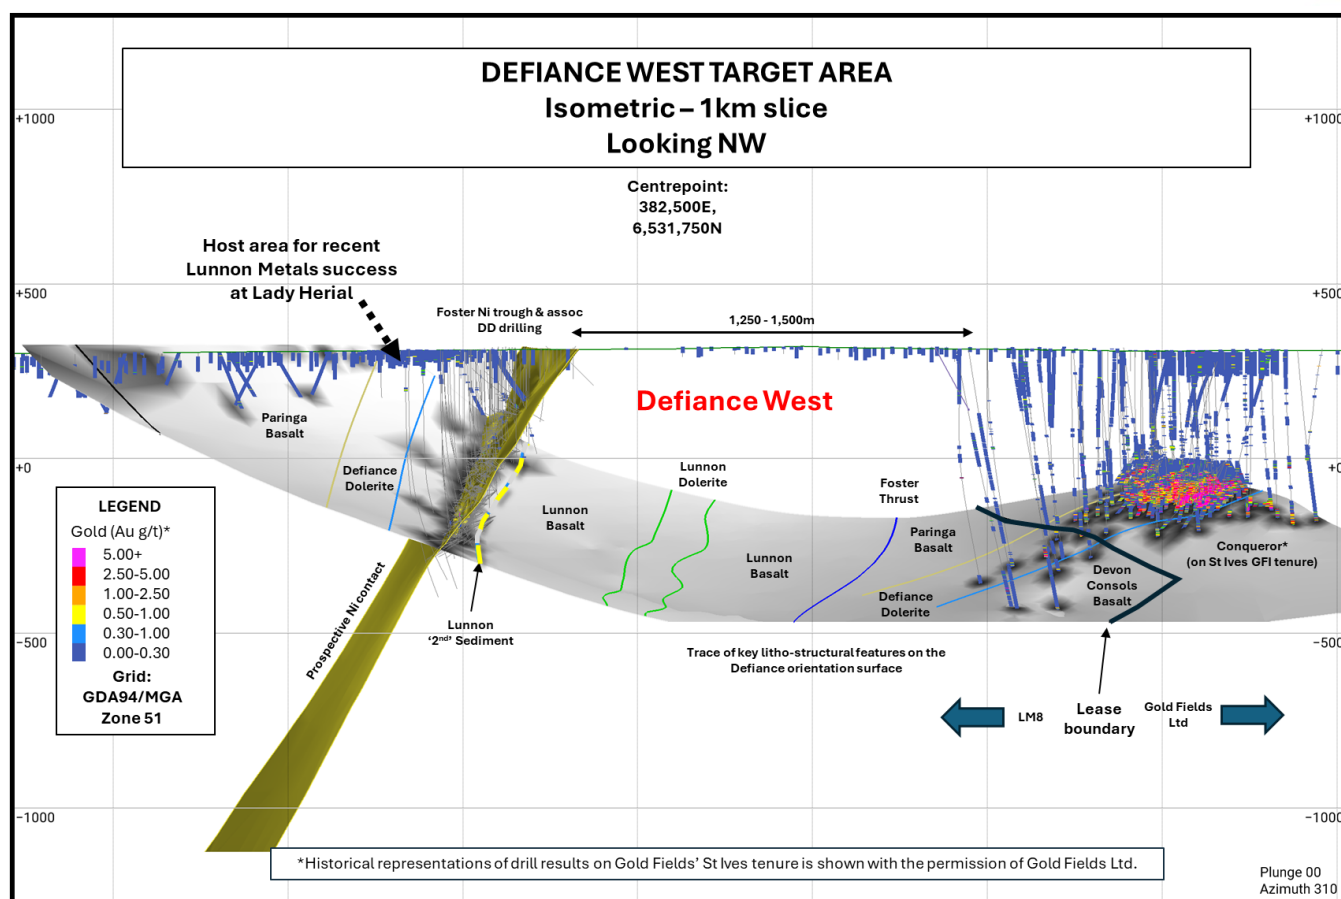 DEFIANCE WEST TARGET AREA
Isometric – 1km slice
Looking NW
+1000
+1000
Centrepoint:
382,500E,
6,531,750N
Host area for recent
Lunnon Metals success
at Lady Herial
+500
+500
Foster Ni trough & assoc
DD drilling
1,250 - 1,500m
Defiance West
Paringa
Basalt
Defiance
Dolerite
+0
+0
Lunnon
Dolerite
Foster
Thrust
Lunnon
Basalt
Paringa
Basalt
Lunnon
Basalt
Conqueror*
(on St Ives GFI tenure)
Devon
Consols
Basalt
Defiance
Dolerite
LEGEND
Gold (Au g/t)*
5.00+
2.50-5.00
1.00-2.50
0.50-1.00
0.30-1.00
0.00-0.30
Grid:
GDA94/MGA
Zone 51
Prospective Ni contact
Lunnon
‘2nd’ Sediment
−500
−500
Trace of key litho-structural features on the
Defiance orientation surface
LM8
Lease
boundary
Gold Fields
Ltd
−1000
−1000
*Historical representations of drill results on Gold Fields’ St Ives tenure is shown with the permission of Gold Fields Ltd.
Plunge 00
Azimuth 310